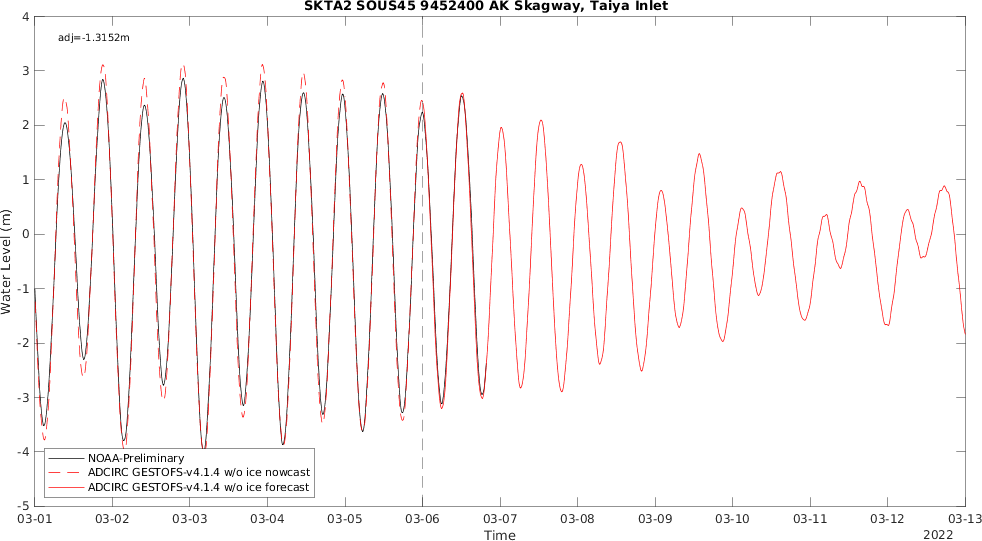 SKTA2 SOUS45 9452400 AK Skagway, Taiya Inlet
adj=-1.3152m
4
3
2
1
0
-1
-2
-3
-4
-5
Water Level (m)
NOAA-Preliminary
ADCIRC GESTOFS-v4.1.4 w/o ice nowcast
ADCIRC GESTOFS-v4.1.4 w/o ice forecast
03-01 03-02 03-03 03-04 03-05 03-06 03-07 03-08 03-09 03-10 03-11 03-12 03-13
Time
2022